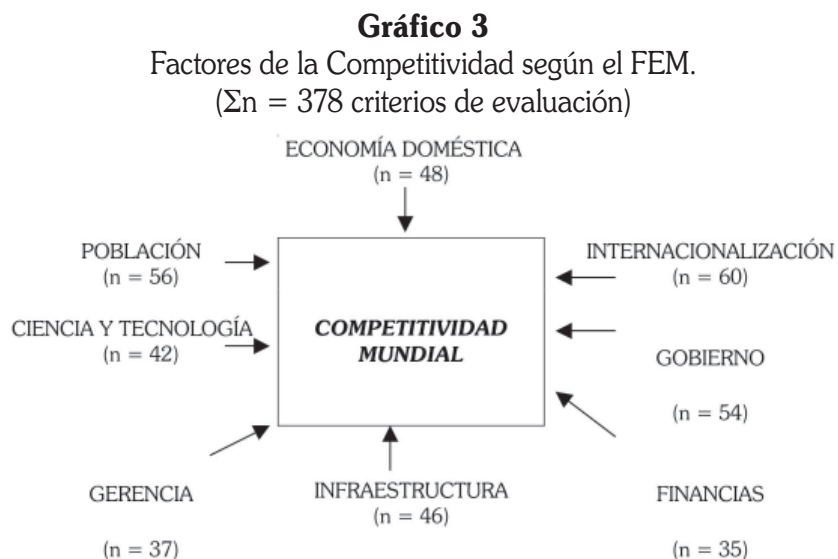 Gráfico 3
Factores de la Competitividad según el FEM.
(Σn = 378 criterios de evaluación)
ECONOMÍA DOMÉSTICA
(n = 48)
POBLACIÓN
(n = 56)
INTERNACIONALIZACIÓN
(n = 60)
CIENCIA Y TECNOLOGÍA
(n = 42)
COMPETITIVIDAD
MUNDIAL
GOBIERNO
(n = 54)
GERENCIA
(n = 37)
INFRAESTRUCTURA
(n = 46)
FINANCIAS
(n = 35)